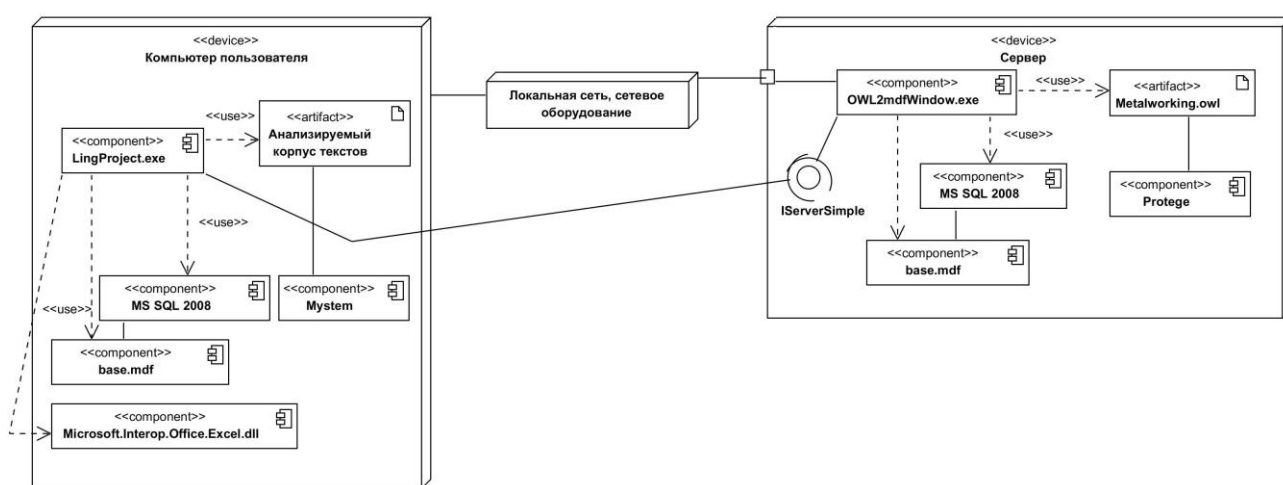 <<device>>
Компьютер пользователя
<<use>>
<<artifact>>
Анализируемый
корпус текстов
<<component>>
LingProject.exe
<<use>>
<<component>>
MS SQL 2008
<<component>>
Mystem
<<use>>
<<component>>
base.mdf
<<component>>
Microsoft.Interop.Office.Excel.dll
Локальная сеть, сетевое
оборудование
<<device>>
Сервер
<<component>>
OWL2mdfWindow.exe
<<use>>
<<artifact>>
Metalworking.owl
<<use>>
<<component>>
MS SQL 2008
<<component>>
Protege
IServerSimple
<<component>>
base.mdf